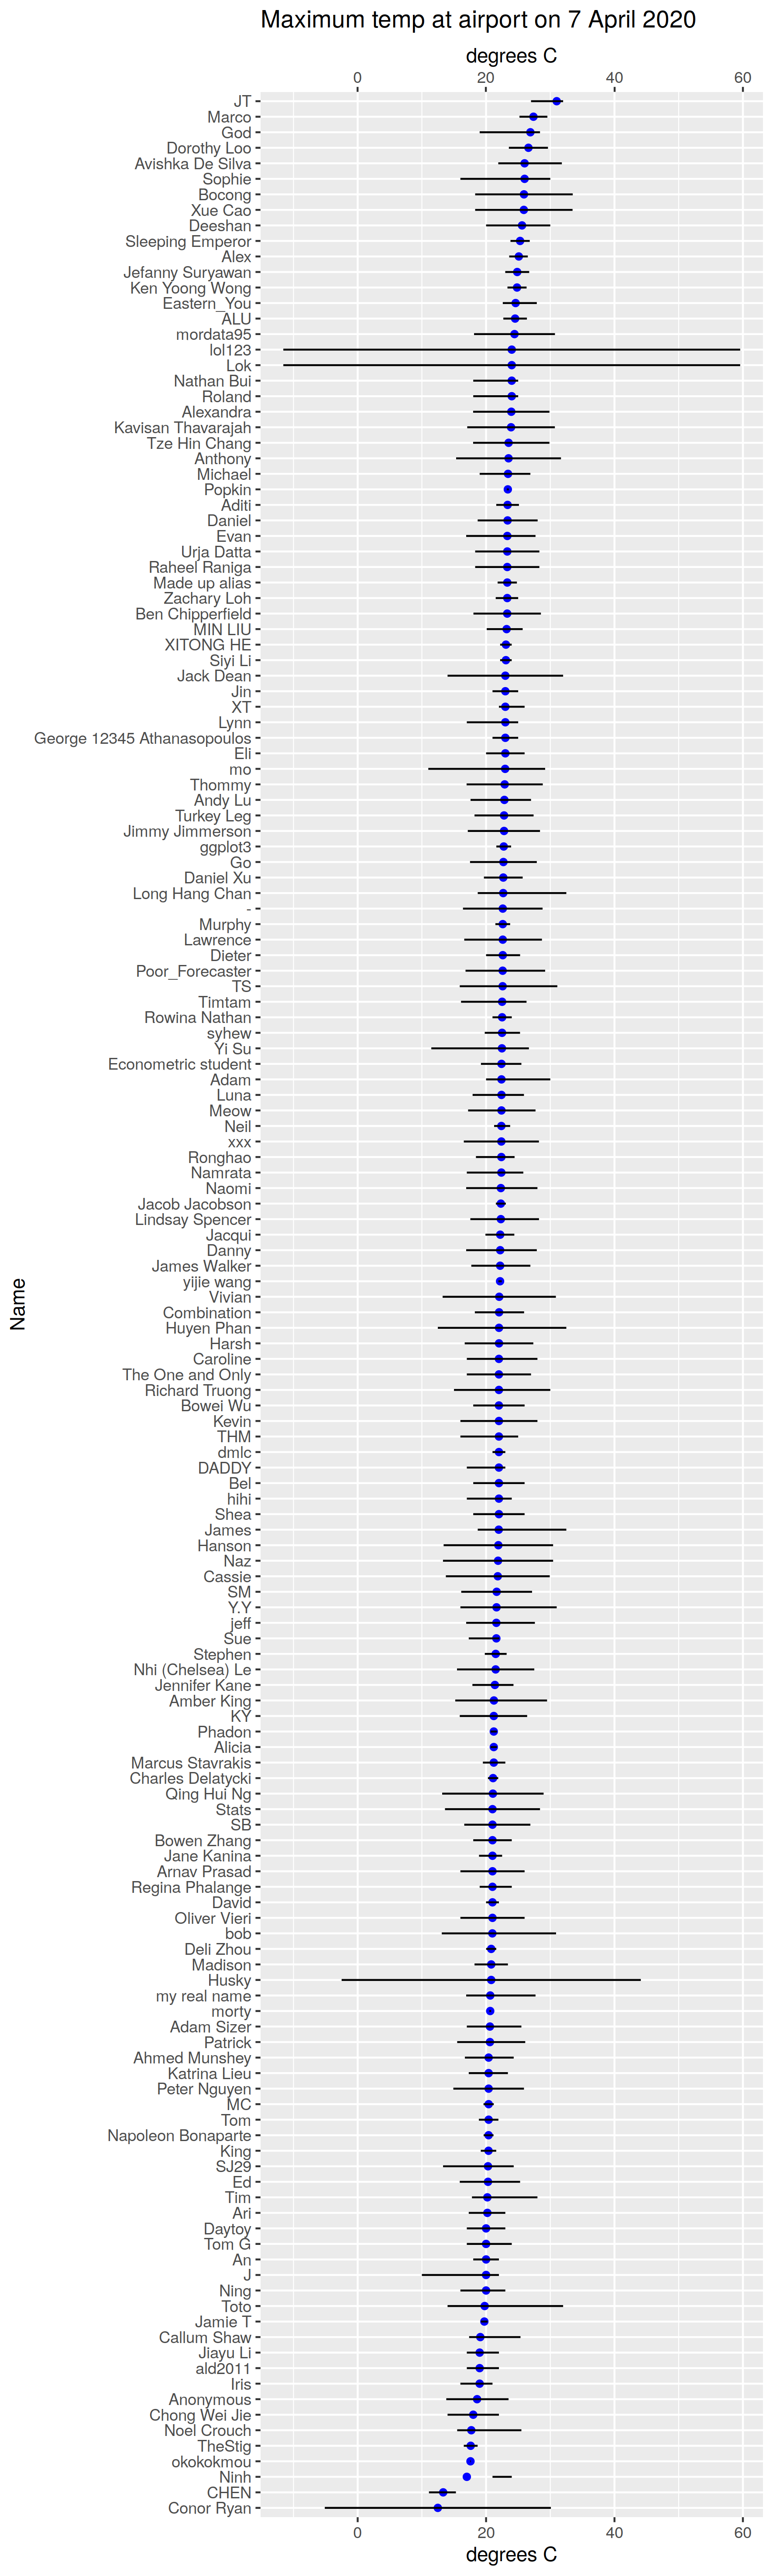 Maximum temp at airport on 7 April 2020
degrees C
0 20 40 60
JT
Marco
God
Dorothy Loo
Avishka De Silva
Sophie
Bocong
Xue Cao
Deeshan
Sleeping Emperor
Alex
Jefanny Suryawan
Ken Yoong Wong
Eastern_You
ALU
mordata95
lol123
Lok
Nathan Bui
Roland
Alexandra
Kavisan Thavarajah
Tze Hin Chang
Anthony
Michael
Popkin
Aditi
Daniel
Evan
Urja Datta
Raheel Raniga
Made up alias
Zachary Loh
Ben Chipperfield
MIN LIU
XITONG HE
Siyi Li
Jack Dean
Jin
XT
Lynn
George 12345 Athanasopoulos
Eli
mo
Thommy
Andy Lu
Turkey Leg
Jimmy Jimmerson
ggplot3
Go
Daniel Xu
Long Hang Chan
-
Murphy
Lawrence
Dieter
Poor_Forecaster
TS
Timtam
Rowina Nathan
syhew
Yi Su
Econometric student
Adam
Luna
Meow
Neil
xxx
Ronghao
Namrata
Naomi
Jacob Jacobson
Lindsay Spencer
Jacqui
Danny
James Walker
yijie wang
Vivian
Combination
Huyen Phan
Harsh
Caroline
The One and Only
Richard Truong
Bowei Wu
Kevin
THM
dmlc
DADDY
Bel
hihi
Shea
James
Hanson
Naz
Cassie
SM
Y.Y
jeff
Sue
Stephen
Nhi (Chelsea) Le
Jennifer Kane
Amber King
KY
Phadon
Alicia
Marcus Stavrakis
Charles Delatycki
Qing Hui Ng
Stats
SB
Bowen Zhang
Jane Kanina
Arnav Prasad
Regina Phalange
David
Oliver Vieri
bob
Deli Zhou
Madison
Husky
my real name
morty
Adam Sizer
Patrick
Ahmed Munshey
Katrina Lieu
Peter Nguyen
MC
Tom
Napoleon Bonaparte
King
SJ29
Ed
Tim
Ari
Daytoy
Tom G
An
J
Ning
Toto
Jamie T
Callum Shaw
Jiayu Li
ald2011
Iris
Anonymous
Chong Wei Jie
Noel Crouch
TheStig
okokokmou
Ninh
CHEN
Conor Ryan
0 20 40 60
degrees C
Name